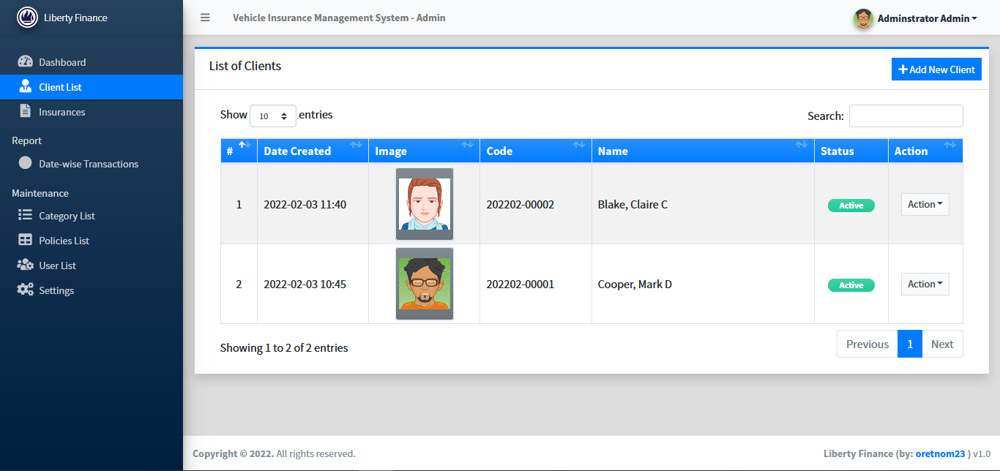 Liberty Finance
Vehicle Insurance Management System - Admin
Adminstrator Admin
Dashboard
Client List
Insurances
Report
Date-wise Transactions
Maintenance
Category List
Policies List
User List
Settings
List of Clients
Add New Client
Show 10 entries
Search:
# Date Created Image Code Name Status Action
1 2022-02-03 11:40 202202-00002 Blake, Claire C Active Action
2 2022-02-03 10:45 202202-00001 Cooper, Mark D Active Action
Showing 1 to 2 of 2 entries
Previous 1 Next
Copyright © 2022. All rights reserved.
Liberty Finance (by: oretnom23 ) v1.0